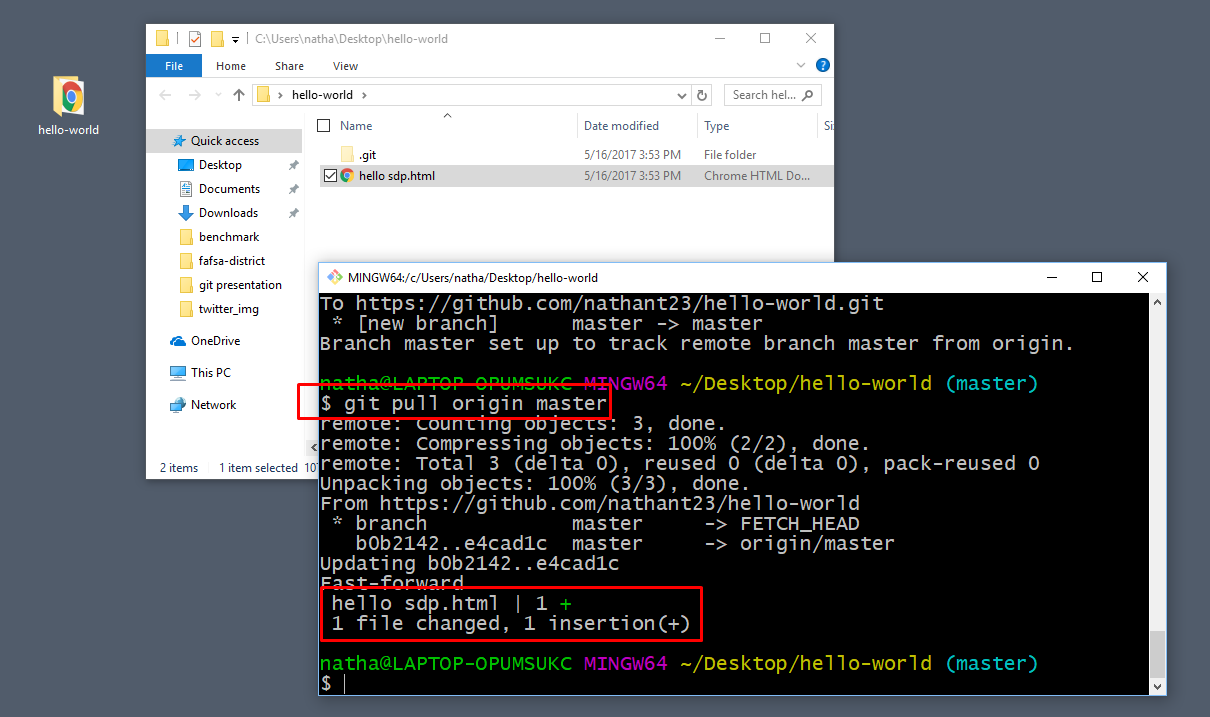 hello-world
C:\Users\natha\Desktop\hello-world
File Home Share View
hello-world
Search hel...
Name Date modified Type Si
Quick access
Desktop
Documents
Downloads
benchmark
fafsa-district
git presentation
twitter_img
OneDrive
This PC
Network
.git 5/16/2017 3:53 PM File folder
hello sdp.html 5/16/2017 3:53 PM Chrome HTML Do...
2 items 1 item selected 107
MINGW64:/c/Users/natha/Desktop/hello-world
To https://github.com/nathant23/hello-world.git
* [new branch] master -> master
Branch master set up to track remote branch master from origin.
natha@LAPTOP-OPUMSUKC MINGW64 ~/Desktop/hello-world (master)
$ git pull origin master
remote: Counting objects: 3, done.
remote: Compressing objects: 100% (2/2), done.
remote: Total 3 (delta 0), reused 0 (delta 0), pack-reused 0
Unpacking objects: 100% (3/3), done.
From https://github.com/nathant23/hello-world
* branch master -> FETCH_HEAD
b0b2142..e4cad1c master -> origin/master
Updating b0b2142..e4cad1c
Fast-forward
hello sdp.html | 1 +
1 file changed, 1 insertion(+)
natha@LAPTOP-OPUMSUKC MINGW64 ~/Desktop/hello-world (master)
$